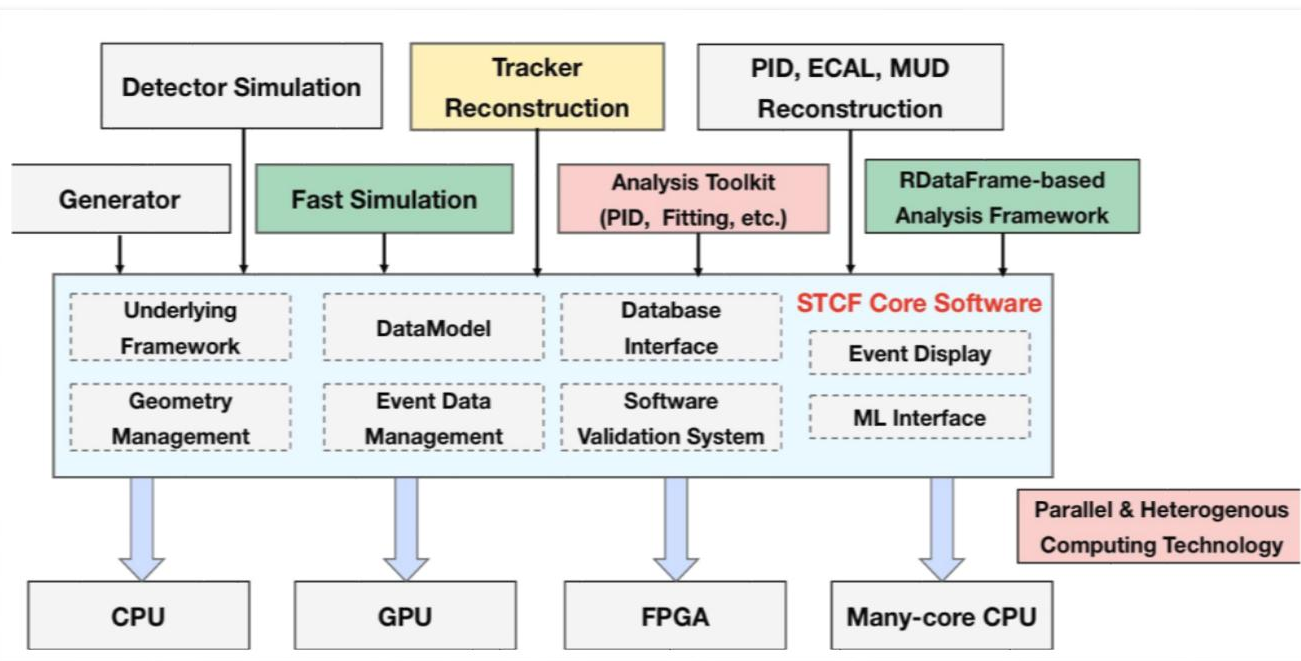 Detector Simulation
Tracker
Reconstruction
PID, ECAL, MUD
Reconstruction
Generator
Fast Simulation
Analysis Toolkit
(PID, Fitting, etc.)
RDataFrame-based
Analysis Framework
Underlying
Framework
DataModel
Database
Interface
STCF Core Software
Event Display
Geometry
Management
Event Data
Management
Software
Validation System
ML Interface
Parallel & Heterogenous
Computing Technology
CPU
GPU
FPGA
Many-core CPU